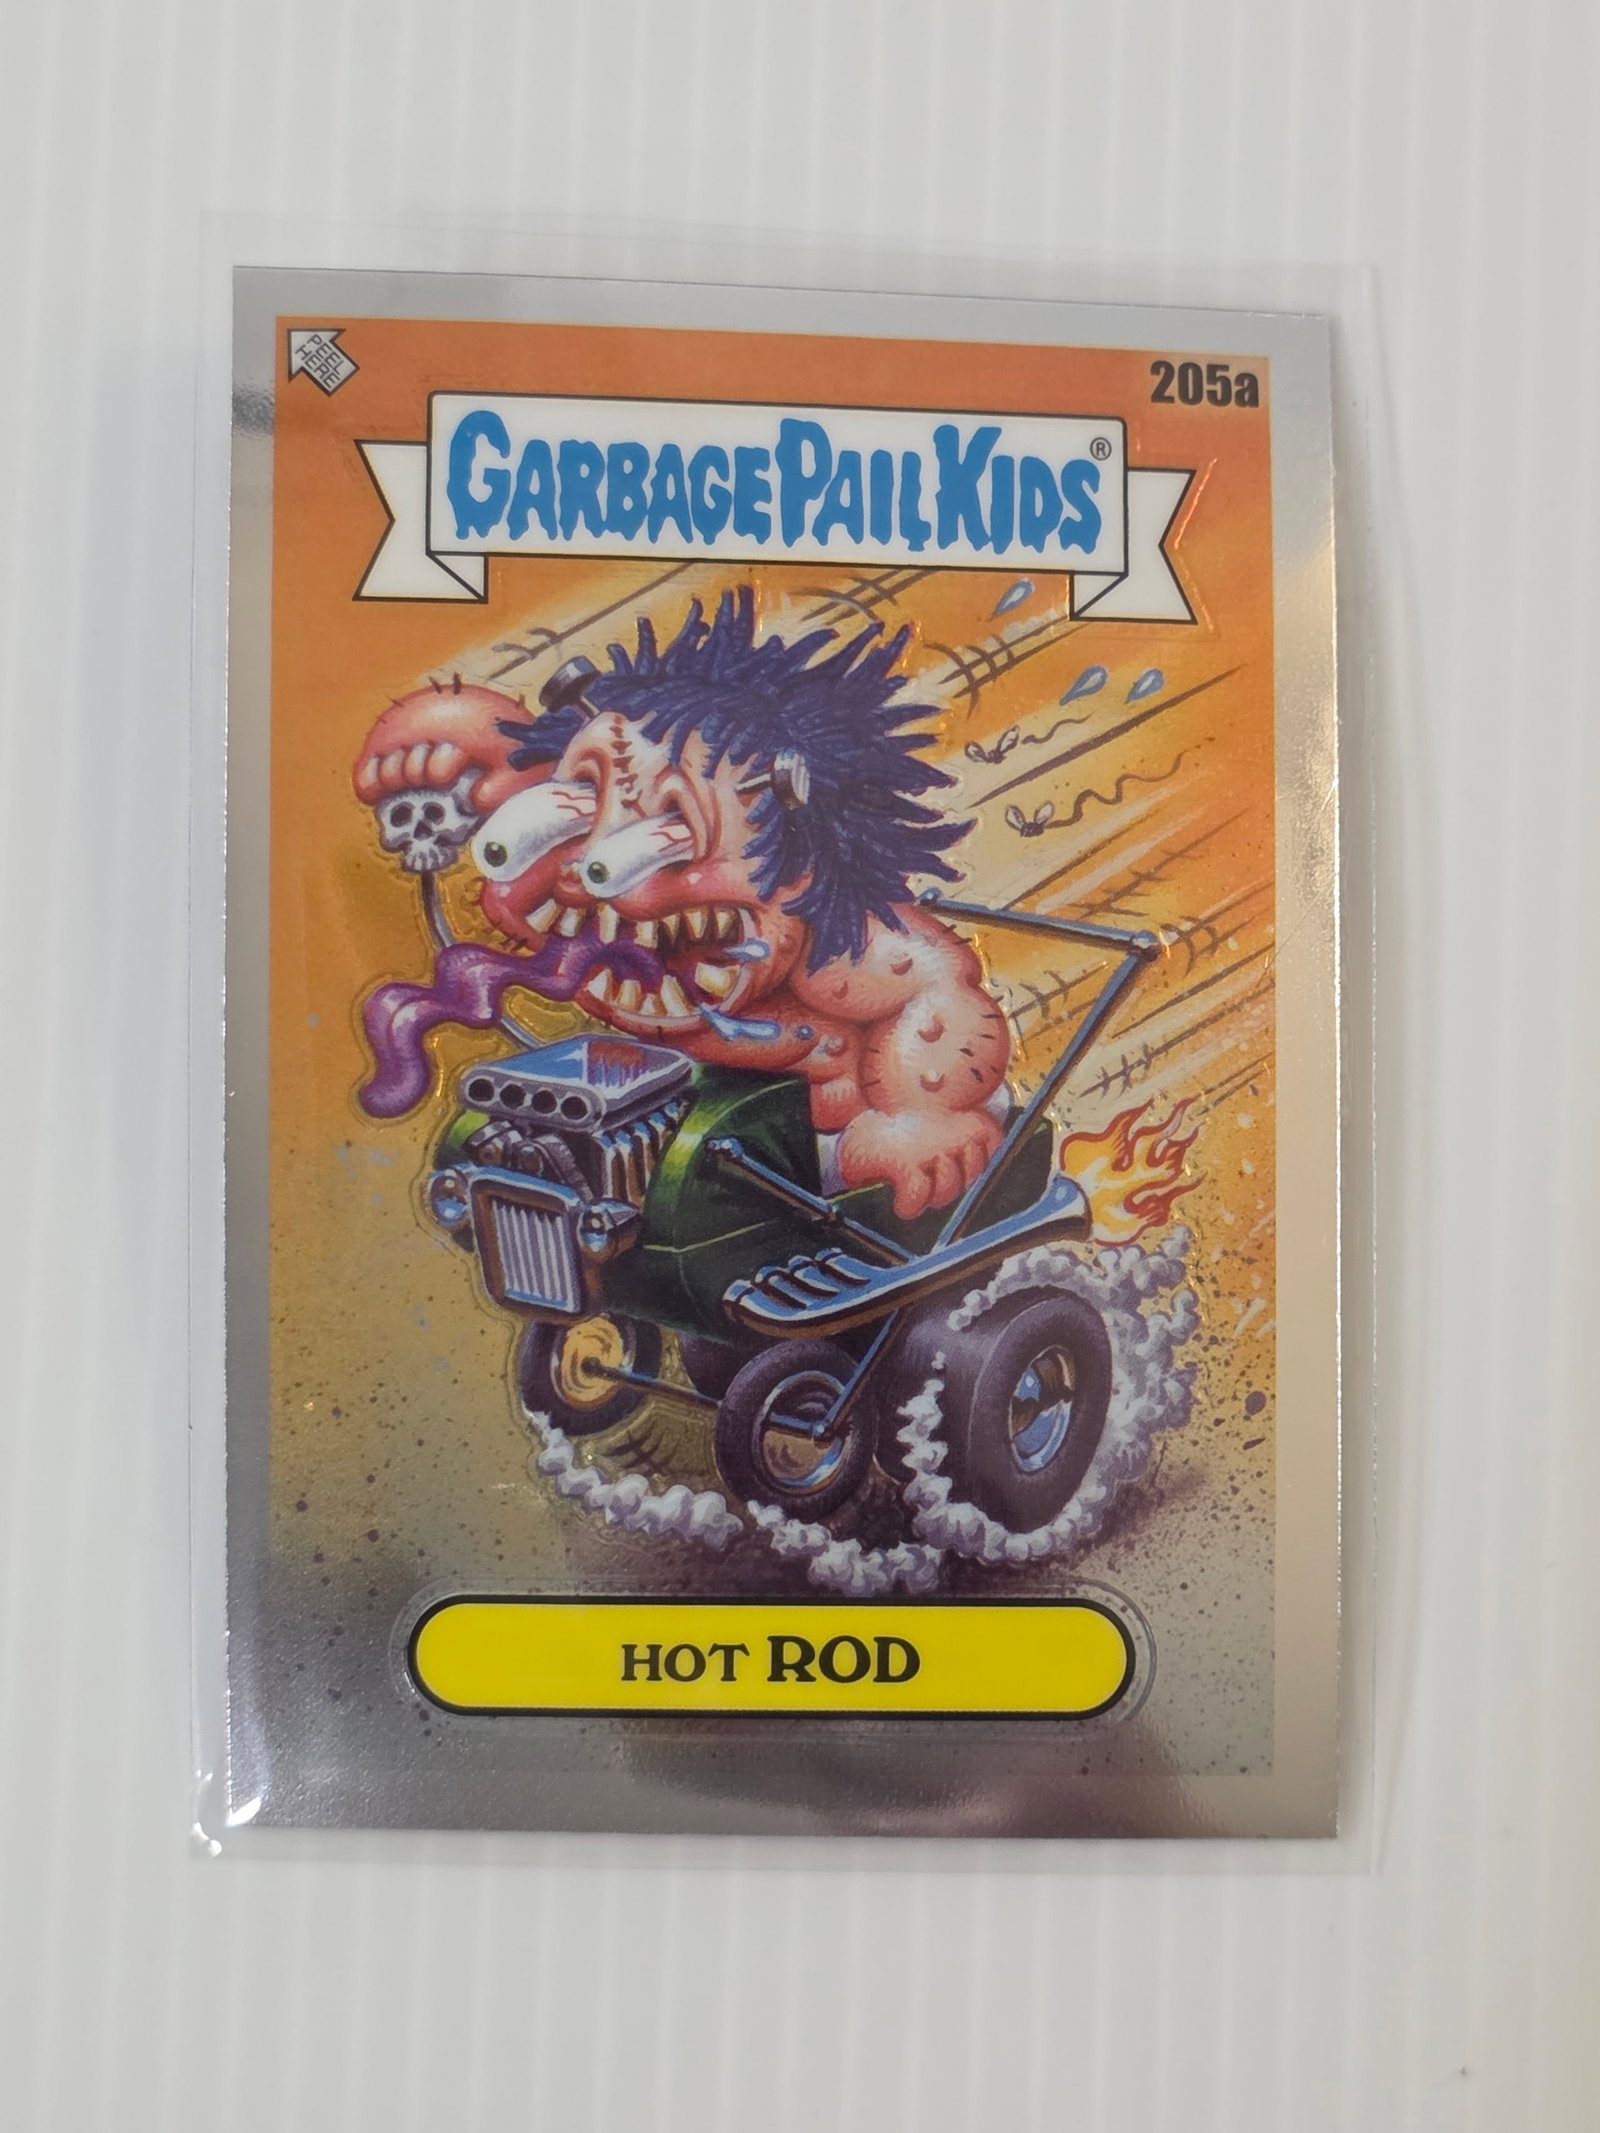 PEEL
HERE
205a
GARBAGE PAIL KIDS®
HOT ROD